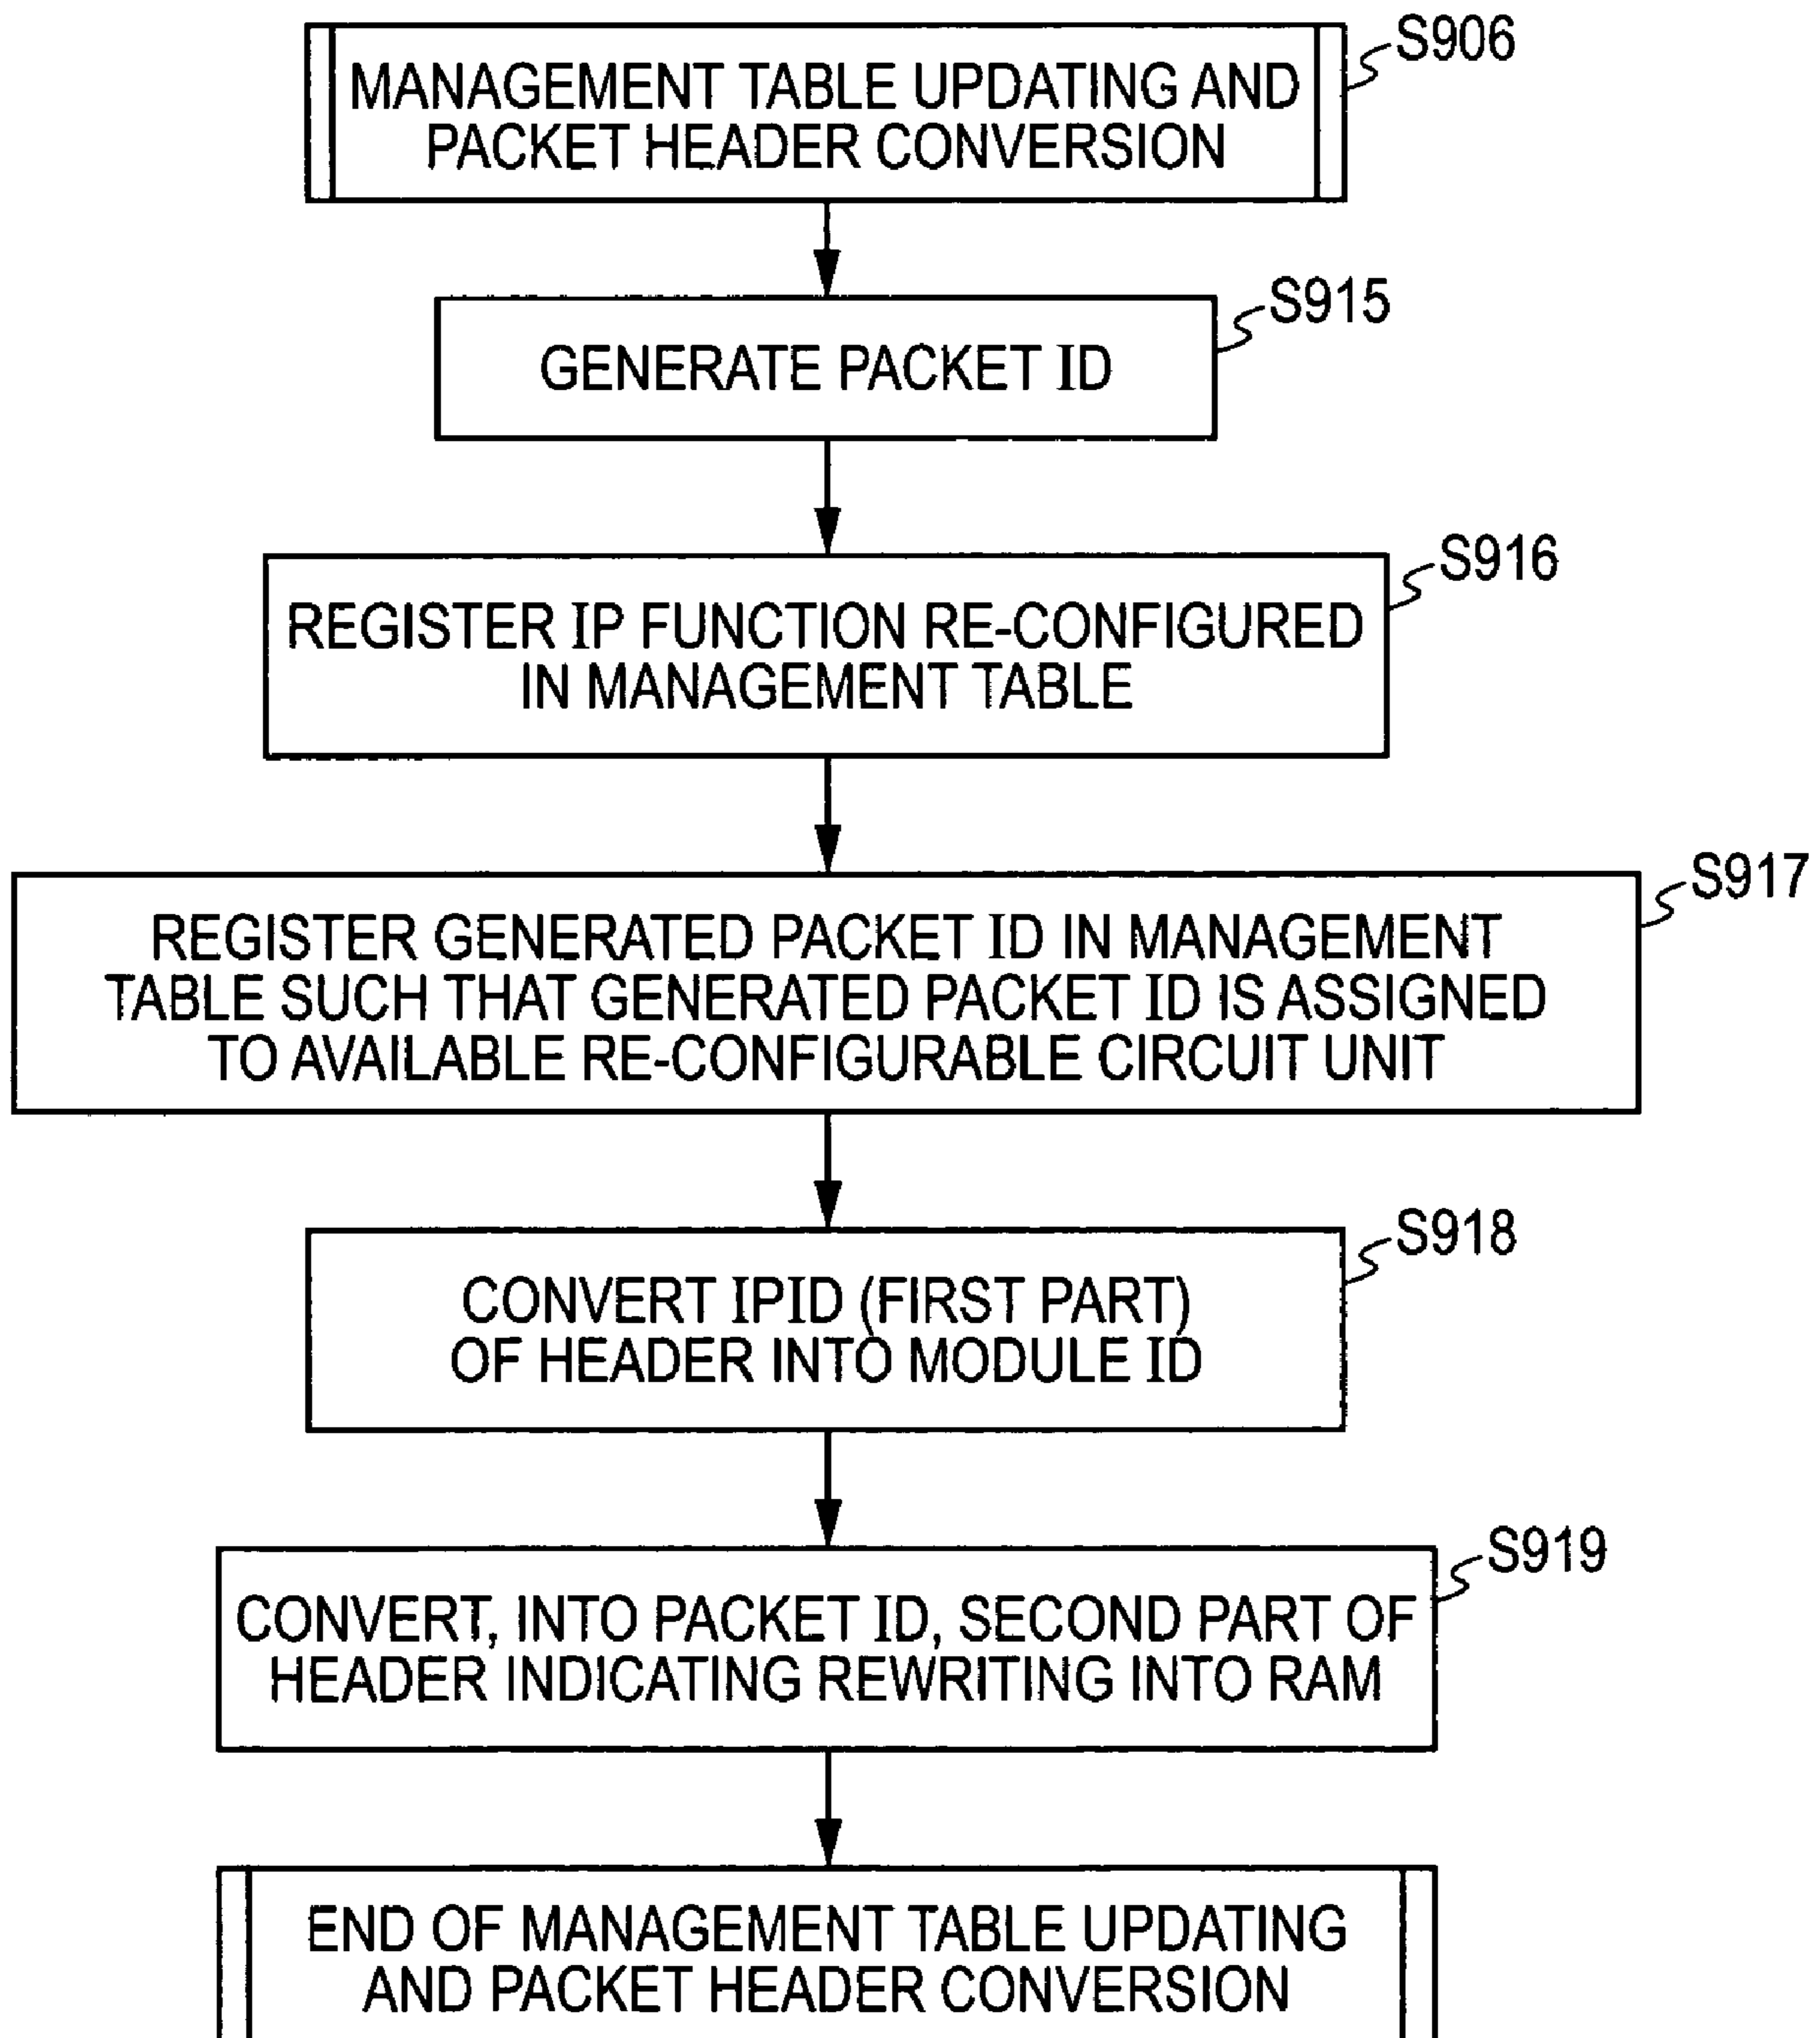 S906
MANAGEMENT TABLE UPDATING AND
PACKET HEADER CONVERSION
S915
GENERATE PACKET ID
S916
REGISTER IP FUNCTION RE-CONFIGURED
IN MANAGEMENT TABLE
S917
REGISTER GENERATED PACKET ID IN MANAGEMENT
TABLE SUCH THAT GENERATED PACKET ID IS ASSIGNED
TO AVAILABLE RE-CONFIGURABLE CIRCUIT UNIT
S918
CONVERT IPID (FIRST PART)
OF HEADER INTO MODULE ID
S919
CONVERT, INTO PACKET ID, SECOND PART OF
HEADER INDICATING REWRITING INTO RAM
END OF MANAGEMENT TABLE UPDATING
AND PACKET HEADER CONVERSION